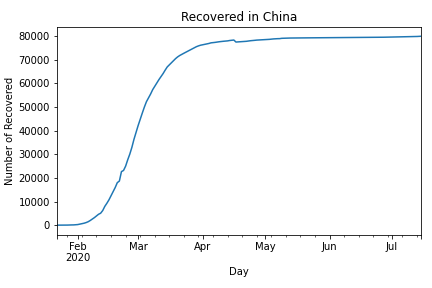 Recovered in China
Number of Recovered
80000
70000
60000
50000
40000
30000
20000
10000
0
Feb Mar Apr May Jun Jul
2020
Day